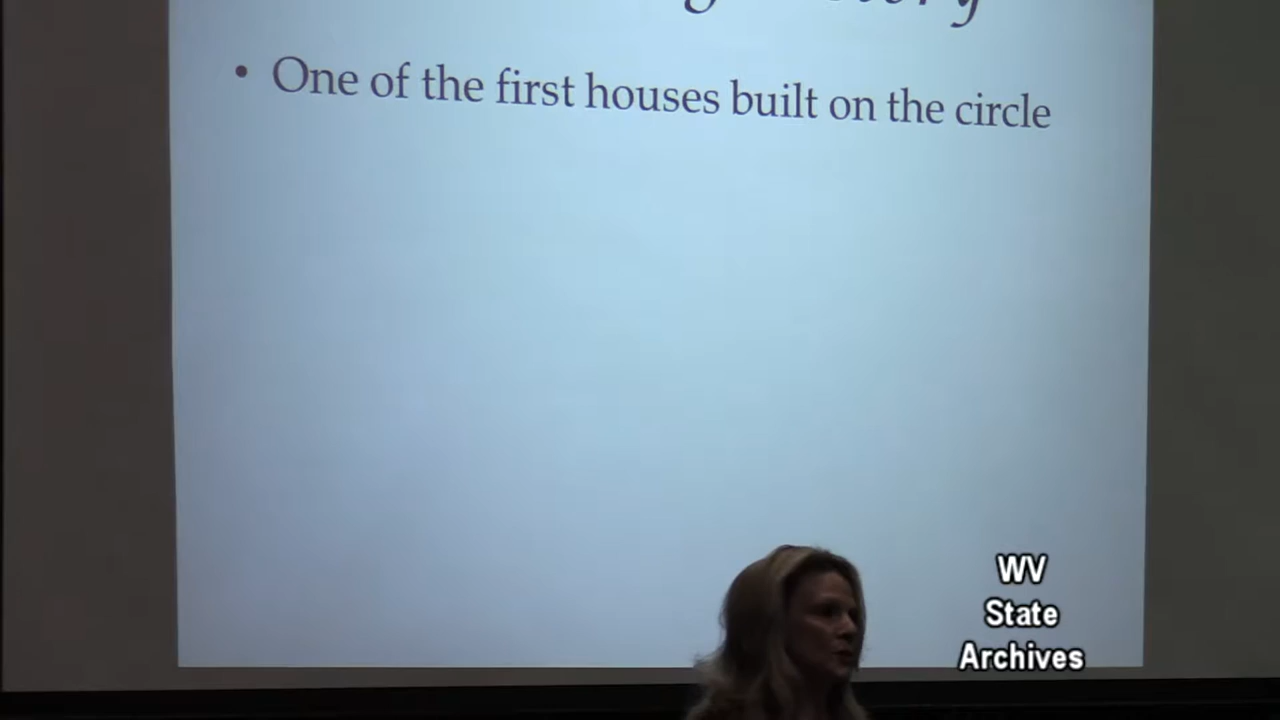 • One of the first houses built on the circle
WV
State
Archives